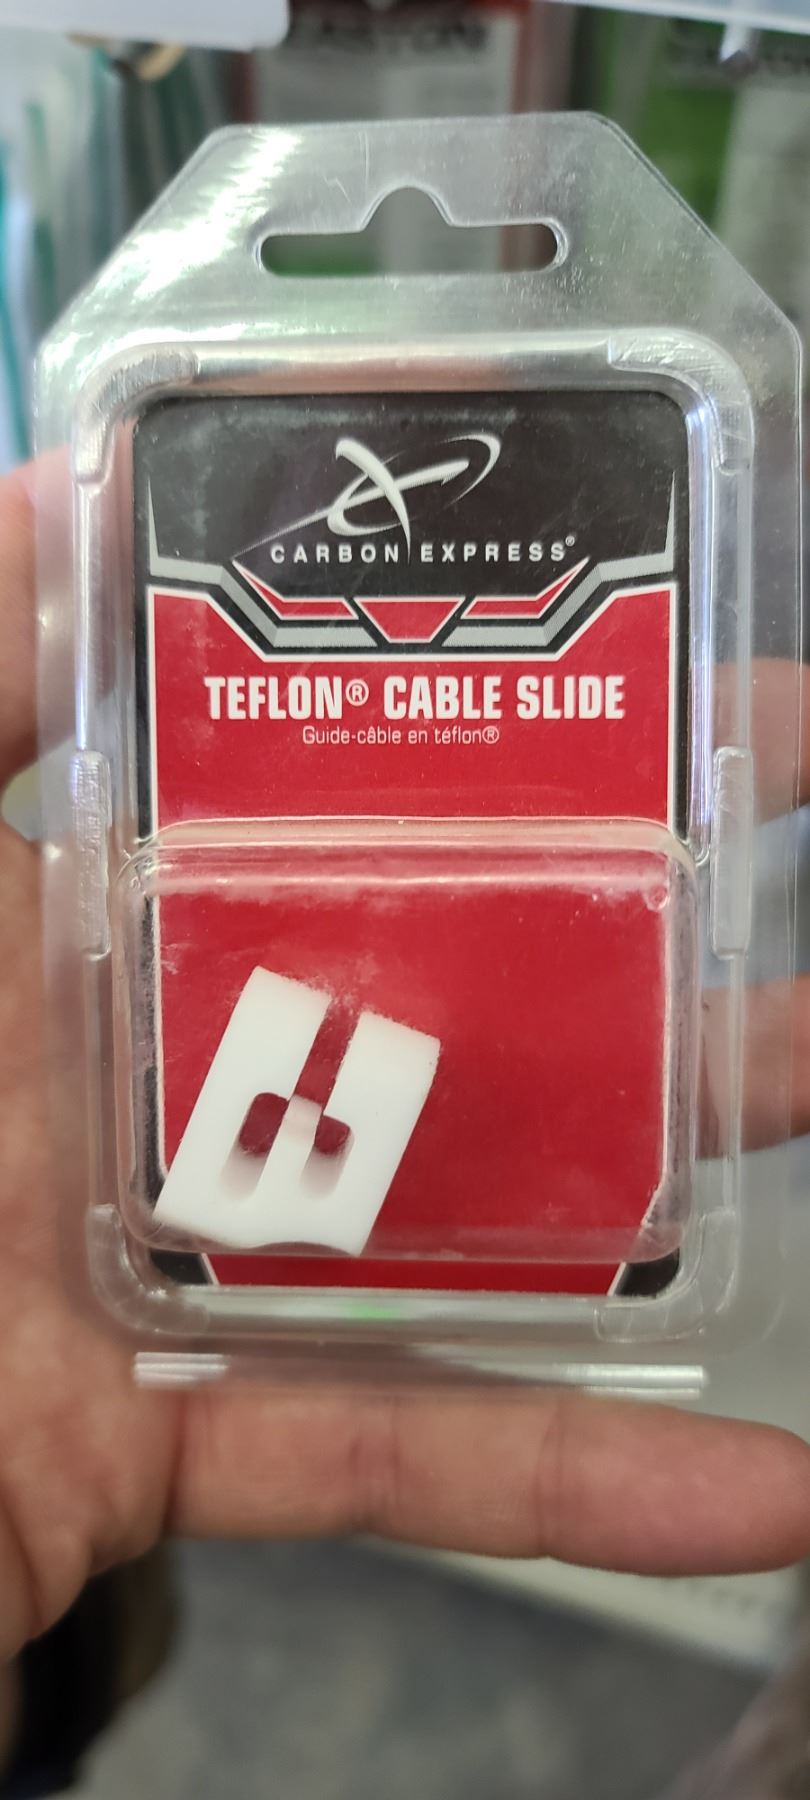 CARBON EXPRESS®
TEFLON® CABLE SLIDE
Guide-câble en téflon®